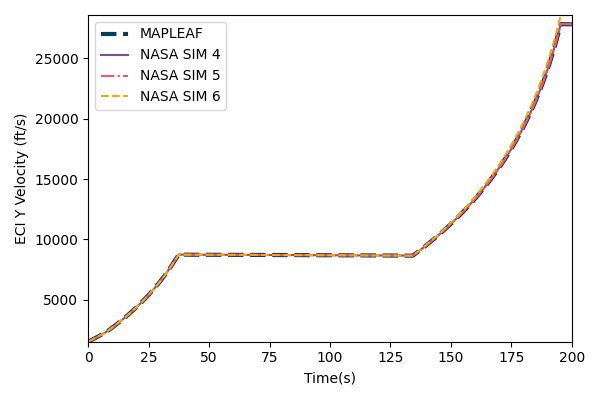 MAPLEAF
NASA SIM 4
NASA SIM 5
NASA SIM 6
ECI Y Velocity (ft/s)
25000
20000
15000
10000
5000
0 25 50 75 100 125 150 175 200
Time(s)